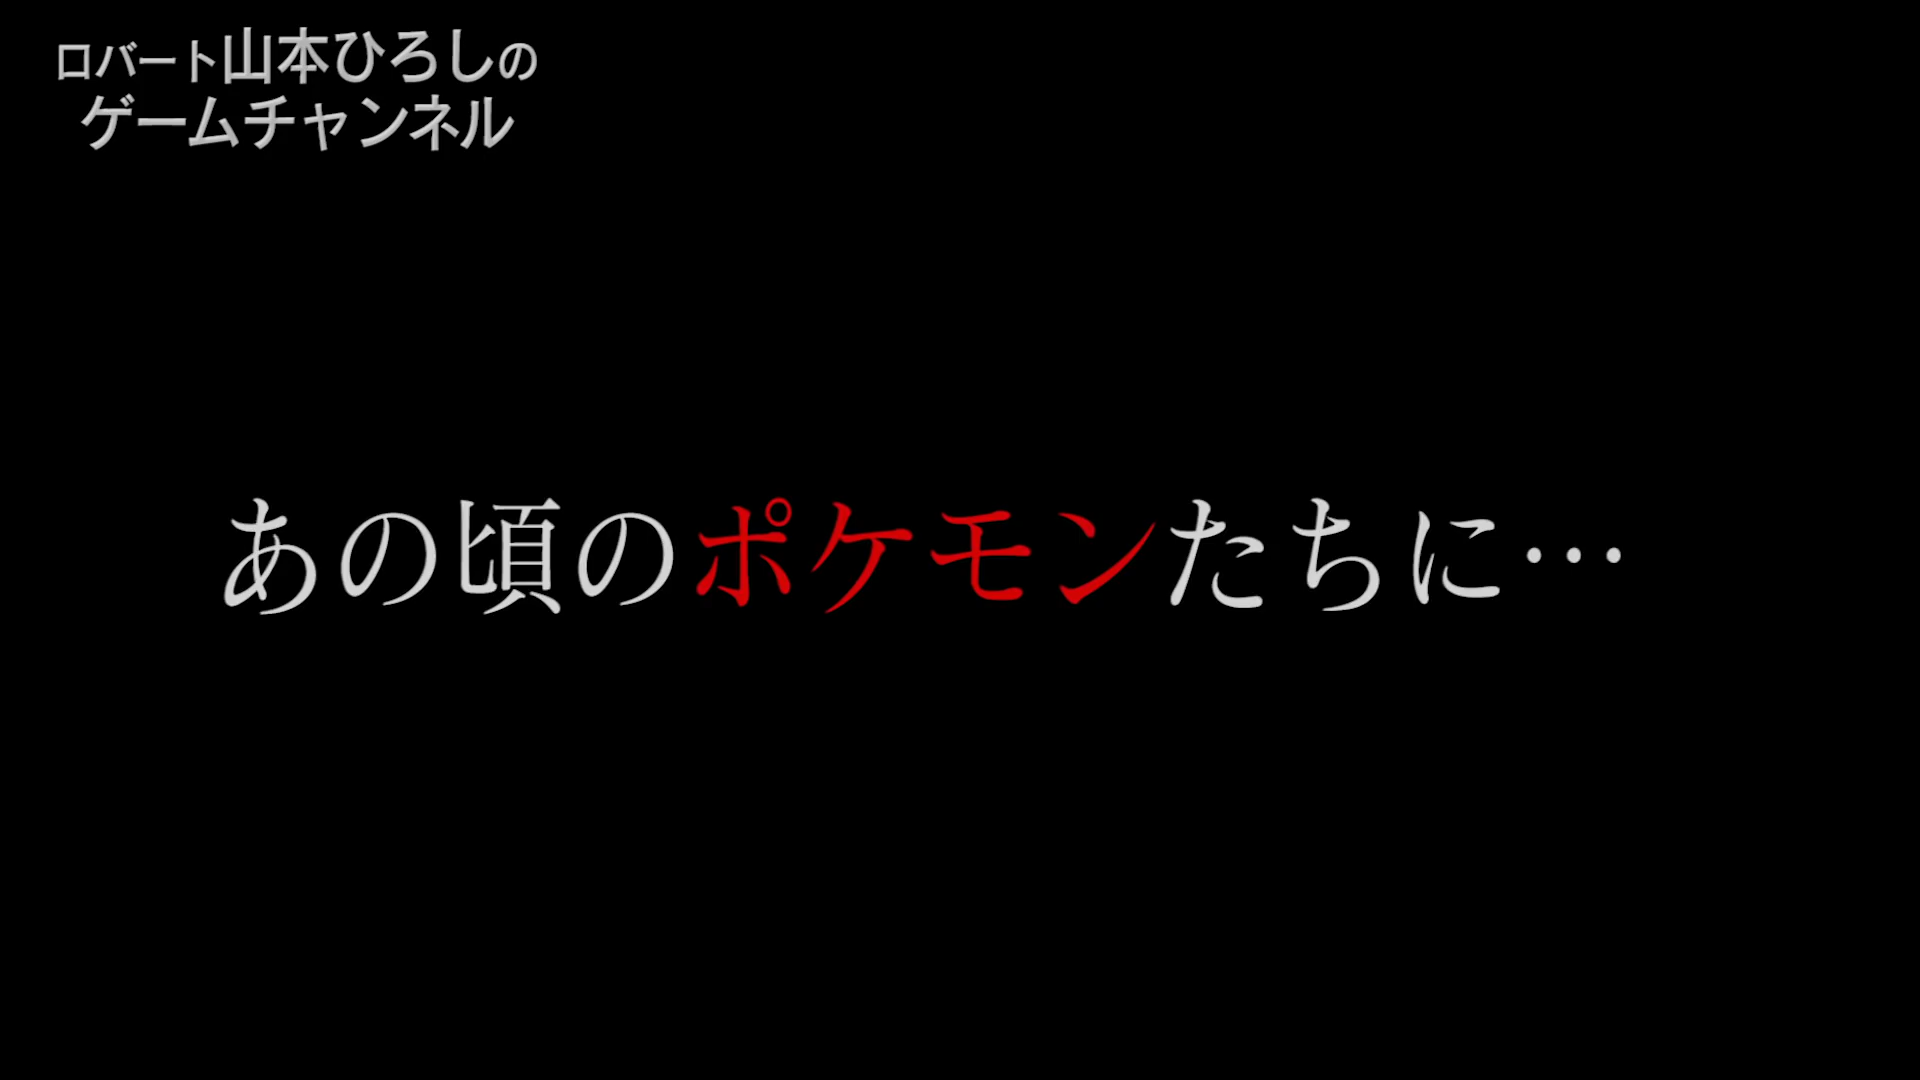 ロバート山本ひろしの
ゲームチャンネル
あの頃のポケモンたちに…